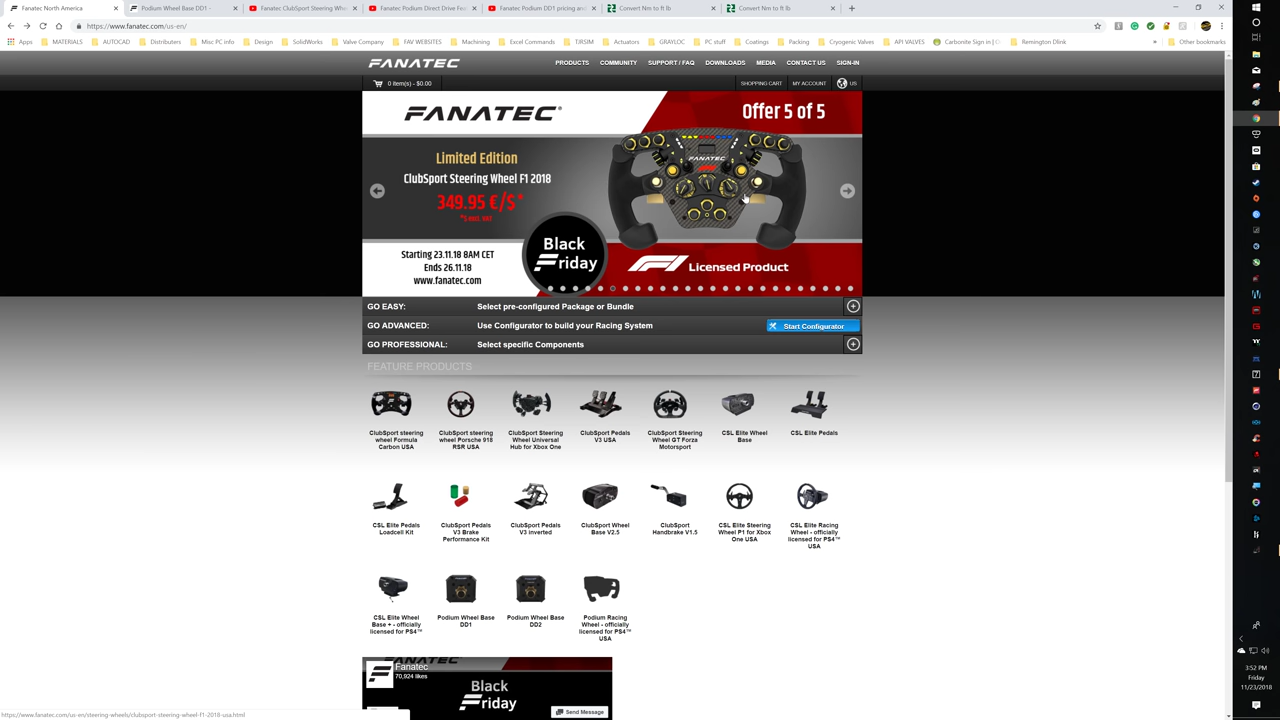 Fanatec North America
Podium Wheel Base DD1 -
Fanatec ClubSport Steering Whe
Fanatec Podium Direct Drive Fea
Fanatec Podium DD1 pricing and
Convert Nm to ft lb
Convert Nm to ft lb
https://www.fanatec.com/us-en/
Apps
MATERIALS
AUTOCAD
Distributers
Misc PC info
Design
SolidWorks
Valve Company
FAV WEBSITES
Machining
Excel Commands
TJRSIM
Actuators
GRAYLOC
PC stuff
Coatings
Packing
Cryogenic Valves
API VALVES
Carbonite Sign in | O
Remington Dlink
»
Other bookmarks
FANATEC
PRODUCTS
COMMUNITY
SUPPORT / FAQ
DOWNLOADS
MEDIA
CONTACT US
SIGN-IN
0 item(s) - $0.00
SHOPPING CART
MY ACCOUNT
US
FANATEC®
Offer 5 of 5
Limited Edition
ClubSport Steering Wheel F1 2018
349.95 €/$*
FANATEC
Black
Friday
Starting 23.11.18 8AM CET
Ends 26.11.18
www.fanatec.com
F1 Licensed Product
GO EASY:
Select pre-configured Package or Bundle
GO ADVANCED:
Use Configurator to build your Racing System
Start Configurator
GO PROFESSIONAL:
Select specific Components
FEATURE PRODUCTS
ClubSport steering
wheel Formula
Carbon USA
ClubSport steering
wheel Porsche 918
RSR USA
ClubSport Steering
Wheel Universal
Hub for Xbox One
ClubSport Pedals
V3 USA
ClubSport Steering
Wheel GT Forza
Motorsport
CSL Elite Wheel
Base
CSL Elite Pedals
CSL Elite Pedals
Loadcell Kit
ClubSport Pedals
V3 Brake
Performance Kit
ClubSport Pedals
V3 inverted
ClubSport Wheel
Base V2.5
ClubSport
Handbrake V1.5
CSL Elite Steering
Wheel P1 for Xbox
One USA
CSL Elite Racing
Wheel - officially
licensed for PS4™
USA
CSL Elite Wheel
Base + - officially
licensed for PS4™
Podium Wheel Base
DD1
Podium Wheel Base
DD2
Podium Racing
Wheel - officially
licensed for PS4™
USA
Fanatec
70,924 likes
Black
Friday
Send Message
https://www.fanatec.com/us-en/steering-wheels/clubsport-steering-wheel-f1-2018-usa.html
3:52 PM
Friday
11/23/2018